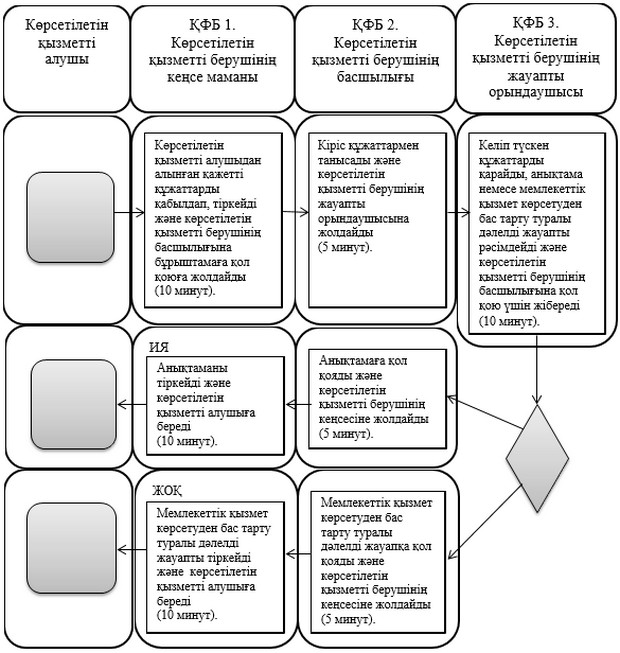 Көрсетілетін
қызметті
алушы
ҚФБ 1.
Көрсетілетін
қызметті берушінің
кеңсе маманы
ҚФБ 2.
Көрсетілетін
қызметті берушінің
басшылығы
ҚФБ 3.
Көрсетілетін
қызметті берушінің
жауапты
орындаушысы
Көрсетілетін
қызметті алушыдан
алынған қажетті
құжаттарды
қабылдап, тіркейді
және көрсетілетін
қызметті берушінің
басшылығына
бұрыштамаға қол
қоюға жолдайды
(10 минут).
Кіріс құжаттармен
танысады және
көрсетілетін
қызметті берушінің
жауапты
орындаушысына
жолдайды
(5 минут).
Келіп түскен
құжаттарды
қарайды, анықтама
немесе мемлекеттік
қызмет көрсетуден
бас тарту туралы
дәлелді жауапты
рәсімдейді және
көрсетілетін
қызметті берушінің
басшылығына қол
қою үшін жібереді
(10 минут).
ИЯ
Анықтаманы
тіркейді және
көрсетілетін
қызметті алушыға
береді
(10 минут).
Анықтамаға қол
қояды және
көрсетілетін
қызметті берушінің
кеңсесіне жолдайды
(5 минут).
ЖОҚ
Мемлекеттік қызмет
көрсетуден бас тарту
туралы дәлелді
жауапты тіркейді
және көрсетілетін
қызметті алушыға
береді
(10 минут).
Мемлекеттік қызмет
көрсетуден бас
тарту туралы
дәлелді жауапқа қол
қояды және
көрсетілетін
қызметті берушінің
кеңсесіне жолдайды
(5 минут).